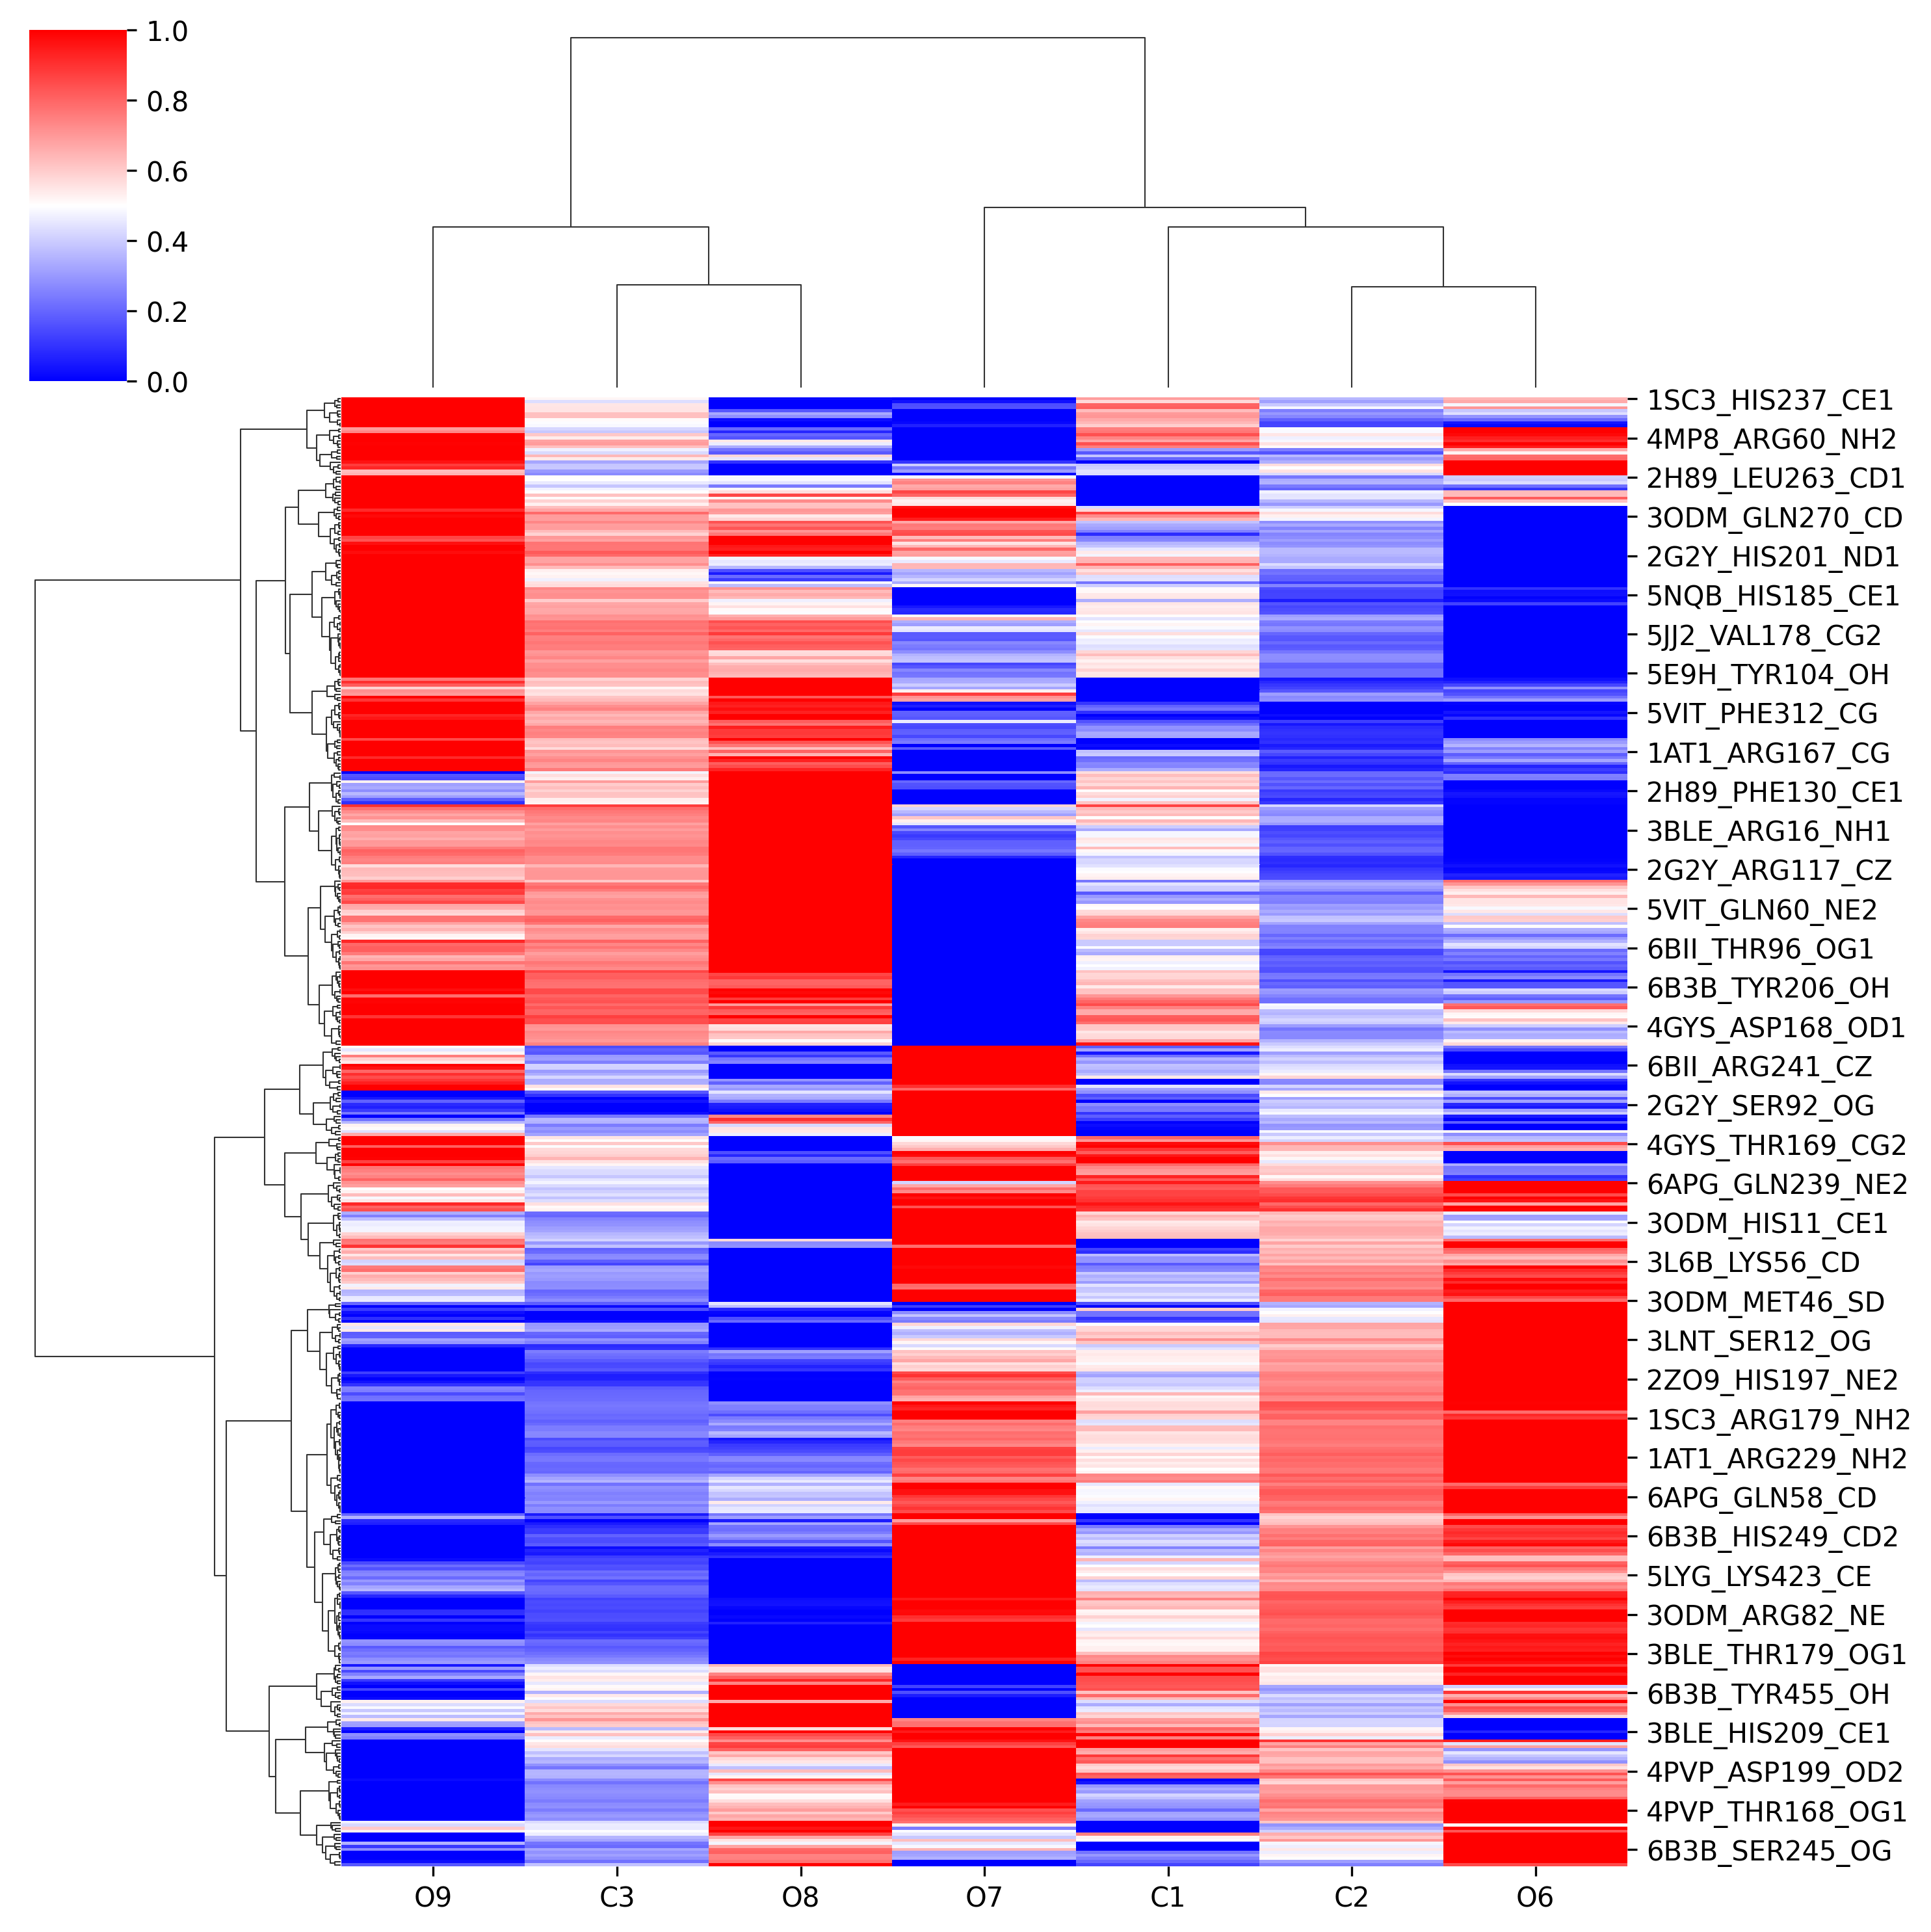 1.0
0.8
0.6
0.4
0.2
0.0
1SC3_HIS237_CE1
4MP8_ARG60_NH2
2H89_LEU263_CD1
3ODM_GLN270_CD
2G2Y_HIS201_ND1
5NQB_HIS185_CE1
5JJ2_VAL178_CG2
5E9H_TYR104_OH
5VIT_PHE312_CG
1AT1_ARG167_CG
2H89_PHE130_CE1
3BLE_ARG16_NH1
2G2Y_ARG117_CZ
5VIT_GLN60_NE2
6BII_THR96_OG1
6B3B_TYR206_OH
4GYS_ASP168_OD1
6BII_ARG241_CZ
2G2Y_SER92_OG
4GYS_THR169_CG2
6APG_GLN239_NE2
3ODM_HIS11_CE1
3L6B_LYS56_CD
3ODM_MET46_SD
3LNT_SER12_OG
2ZO9_HIS197_NE2
1SC3_ARG179_NH2
1AT1_ARG229_NH2
6APG_GLN58_CD
6B3B_HIS249_CD2
5LYG_LYS423_CE
3ODM_ARG82_NE
3BLE_THR179_OG1
6B3B_TYR455_OH
3BLE_HIS209_CE1
4PVP_ASP199_OD2
4PVP_THR168_OG1
6B3B_SER245_OG
O9 C3 O8 O7 C1 C2 O6